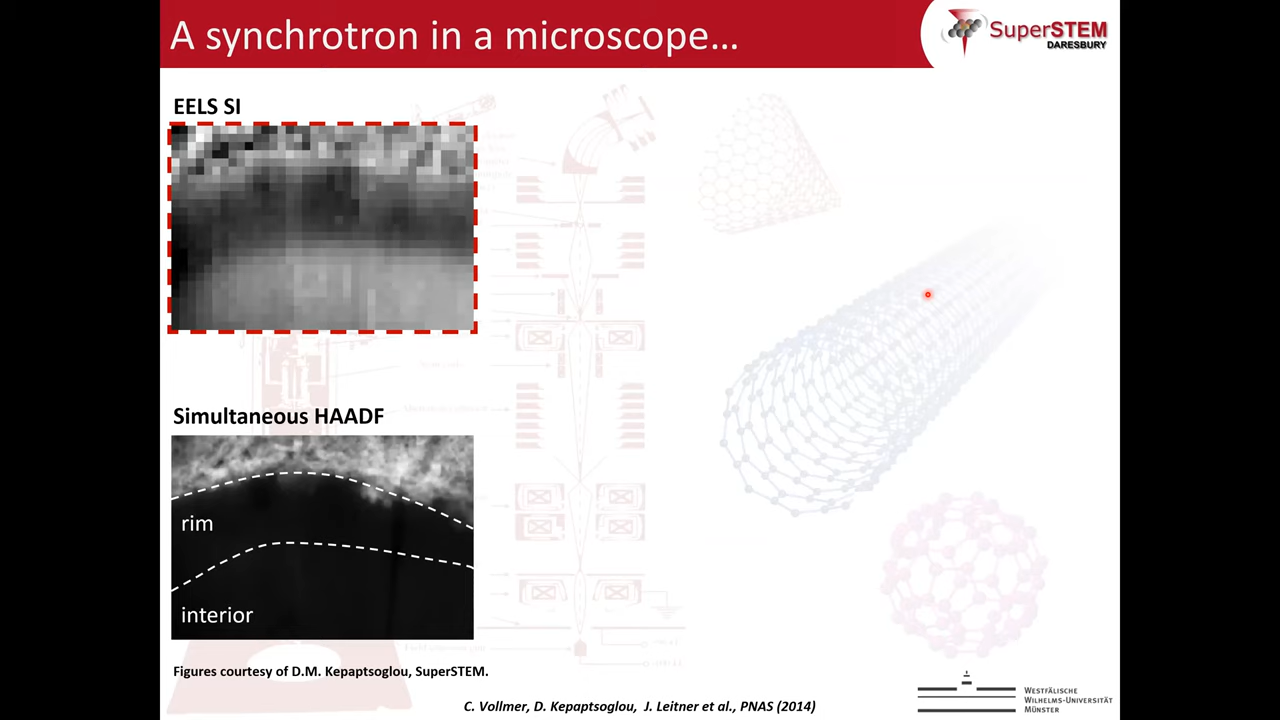 A synchrotron in a microscope...
SuperSTEM
DARESBURY
EELS SI
Simultaneous HAADF
rim
interior
Figures courtesy of D.M. Kepaptsoglou, SuperSTEM.
C. Vollmer, D. Kepaptsoglou, J. Leitner et al., PNAS (2014)
WESTFÄLISCHE
WILHELMS-UNIVERSITÄT
MÜNSTER